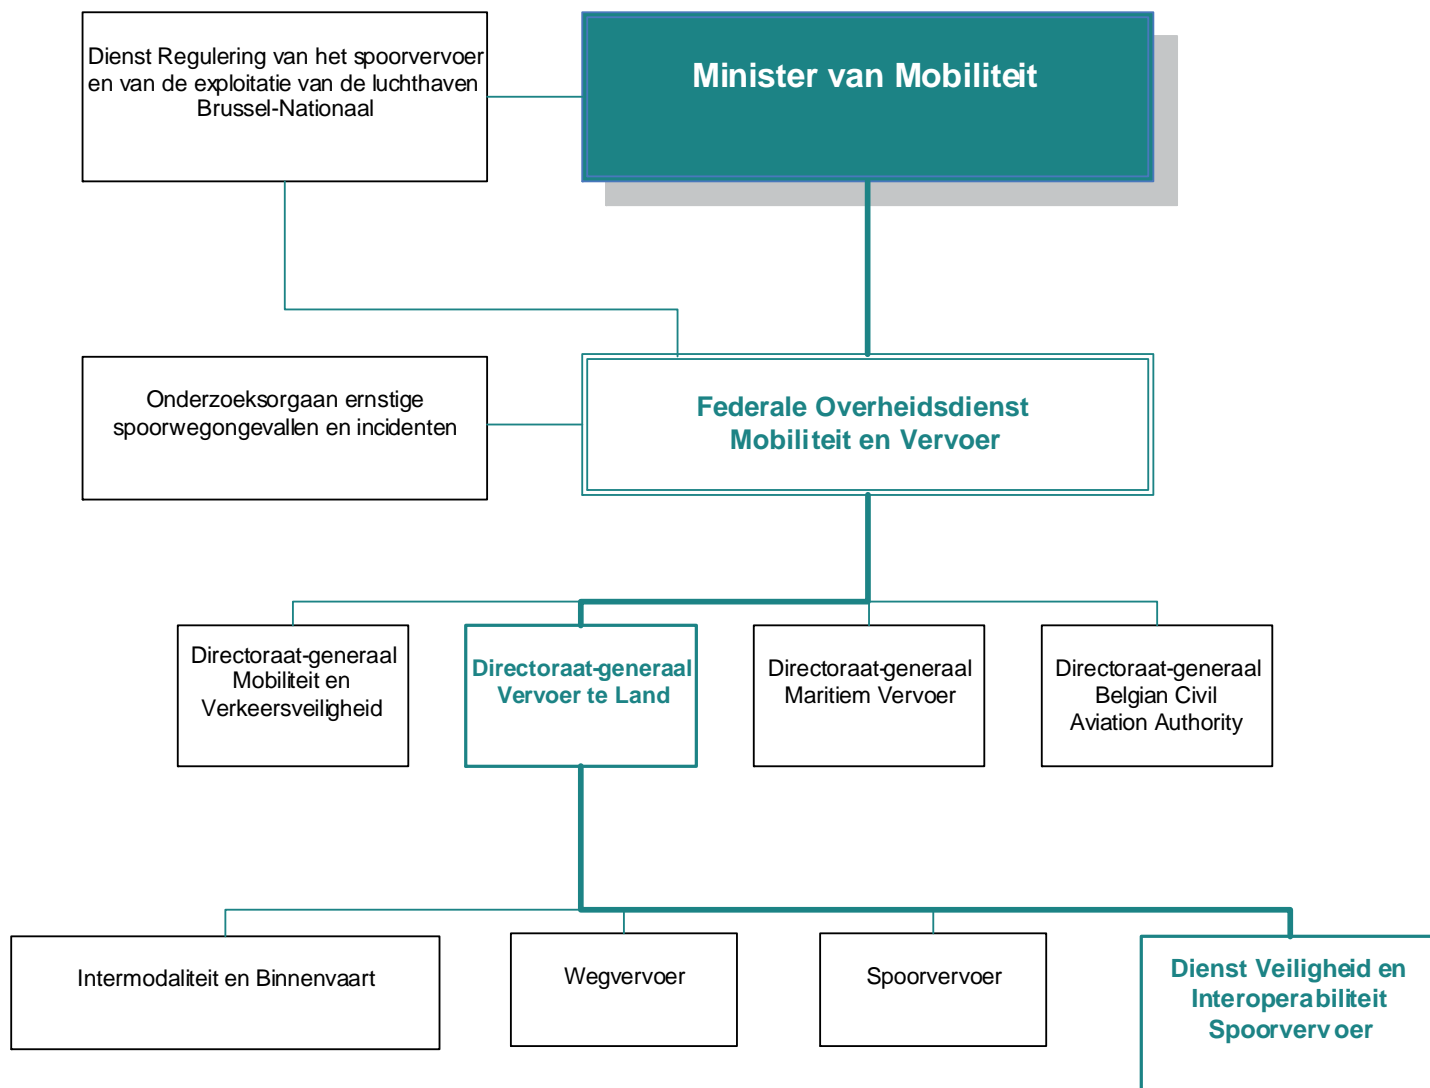 Dienst Regulering van het spoorvervoer
en van de exploitatie van de luchthaven
Brussel-Nationaal
Minister van Mobiliteit
Onderzoeksorgaan ernstige
spoorwegongevallen en incidenten
Federale Overheidsdienst
Mobiliteit en Vervoer
Directoraat-generaal
Mobiliteit en
Verkeersveiligheid
Directoraat-generaal
Vervoer te Land
Directoraat-generaal
Maritiem Vervoer
Directoraat-generaal
Belgian Civil
Aviation Authority
Intermodaliteit en Binnenvaart
Wegvervoer
Spoorvervoer
Dienst Veiligheid en
Interoperabiliteit
Spoorvervoer